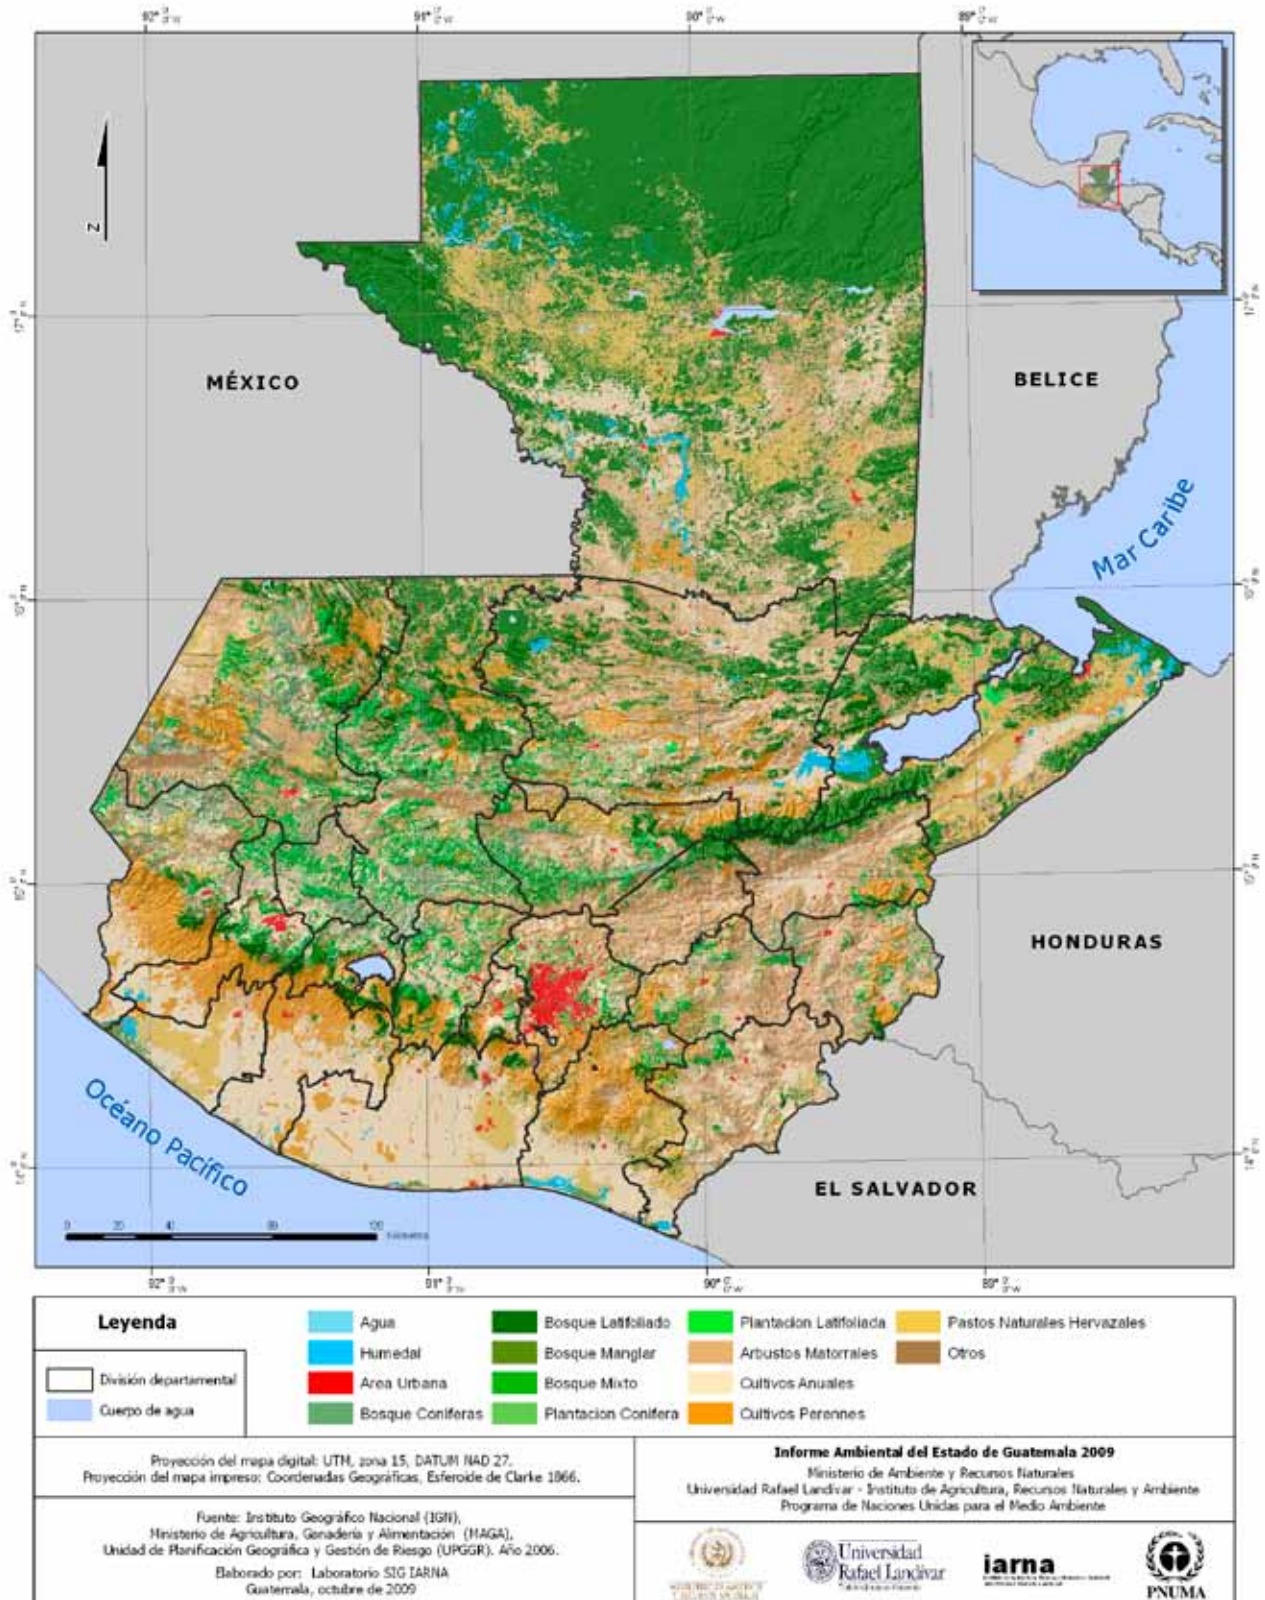 MÉXICO
BELICE
Mar Caribe
HONDURAS
Océano Pacífico
EL SALVADOR
N
0 20 40 80 120
Leyenda
División departamental
Cuerpo de agua
Agua
Humedal
Area Urbana
Bosque Coniferas
Bosque Latifoliado
Bosque Manglar
Bosque Mixto
Plantacion Conifera
Plantacion Latifoliada
Arbustos Matorrales
Cultivos Anuales
Cultivos Perennes
Pastos Naturales Hervazales
Otros
Proyección del mapa digital: UTM, zona 15, DATUM NAD 27.
Proyección del mapa impreso: Coordenadas Geográficas, Esferoide de Clarke 1866.
Fuente: Instituto Geográfico Nacional (IGN),
Ministerio de Agricultura, Ganadería y Alimentación (MAGA),
Unidad de Planificación Geográfica y Gestión de Riesgo (UPGGR). Año 2006.
Elaborado por: Laboratorio SIG IARNA
Guatemala, octubre de 2009
Informe Ambiental del Estado de Guatemala 2009
Ministerio de Ambiente y Recursos Naturales
Universidad Rafael Landívar - Instituto de Agricultura, Recursos Naturales y Ambiente
Programa de Naciones Unidas para el Medio Ambiente
Universidad
Rafael Landívar
iarna
PNUMA